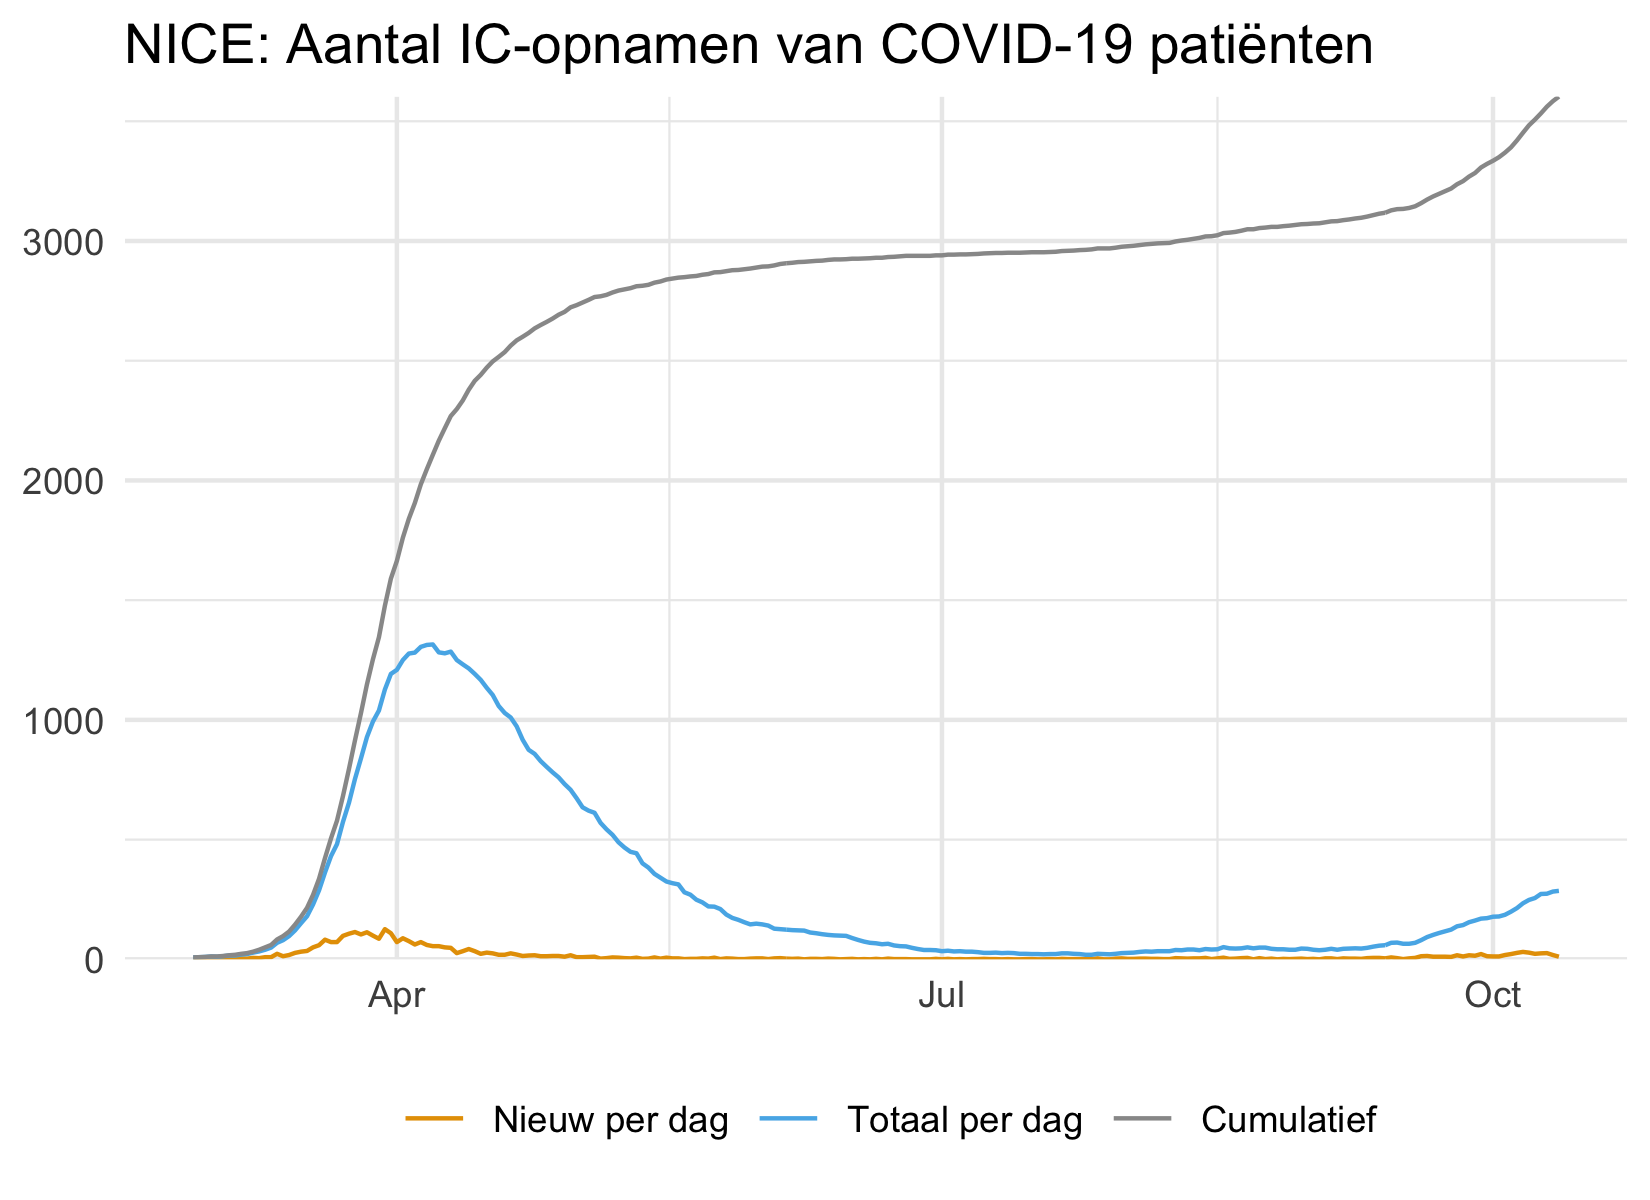 NICE: Aantal IC-opnamen van COVID-19 patiënten
3000
2000
1000
0
Apr Jul Oct
Nieuw per dag Totaal per dag Cumulatief